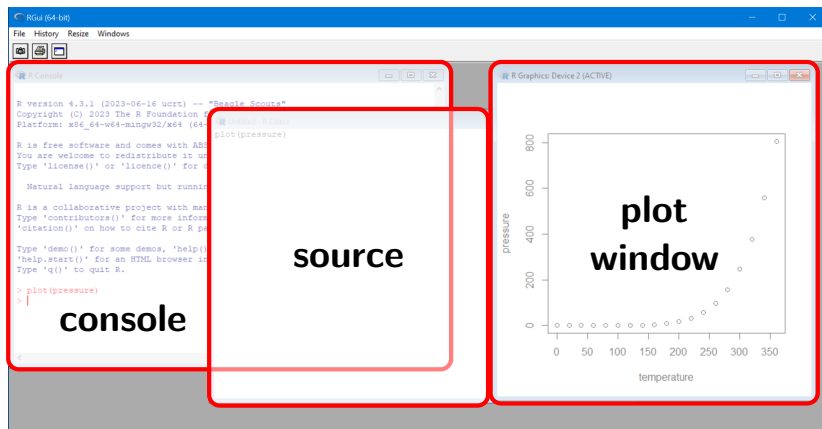 RGui (64-bit)
File History Resize Windows
R Console
R version 4.3.1 (2023-06-16 ucrt) -- "Beagle Scouts"
Copyright (C) 2023 The R Foundation f
Platform: x86_64-w64-mingw32/x64 (64-
R is free software and comes with ABS
You are welcome to redistribute it un
Type 'license()' or 'licence()' for d
Natural language support but runnin
R is a collaborative project with man
Type 'contributors()' for more inform
'citation()' on how to cite R or R pa
Type 'demo()' for some demos, 'help()
'help.start()' for an HTML browser in
Type 'q()' to quit R.
> plot(pressure)
>
console
Untitled - R Editor
plot(pressure)
source
R Graphics: Device 2 (ACTIVE)
plot
window
pressure
800
600
400
200
0
0 50 100 150 200 250 300 350
temperature